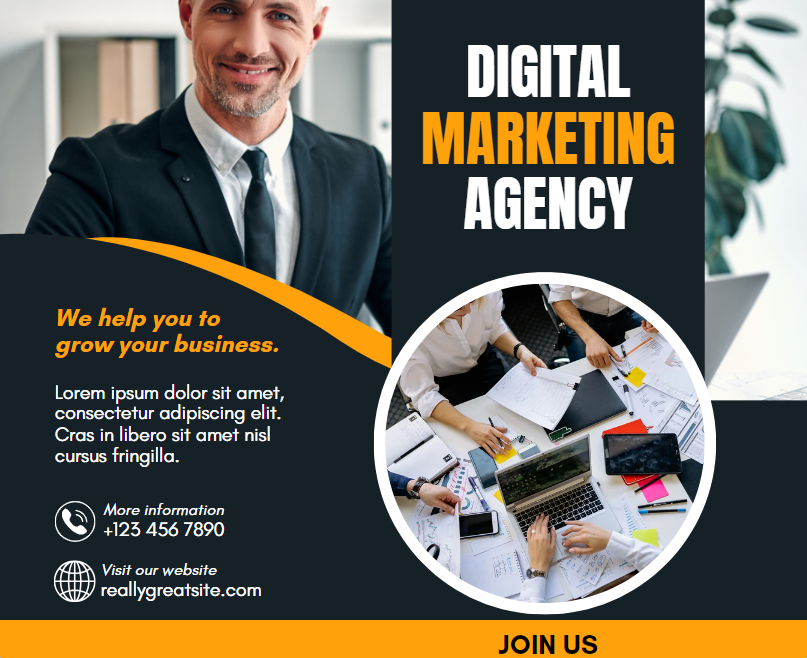 DIGITAL
MARKETING
AGENCY
We help you to
grow your business.
Lorem ipsum dolor sit amet,
consectetur adipiscing elit.
Cras in libero sit amet nisl
cursus fringilla.
More information
+123 456 7890
Visit our website
reallygreatsite.com
JOIN US